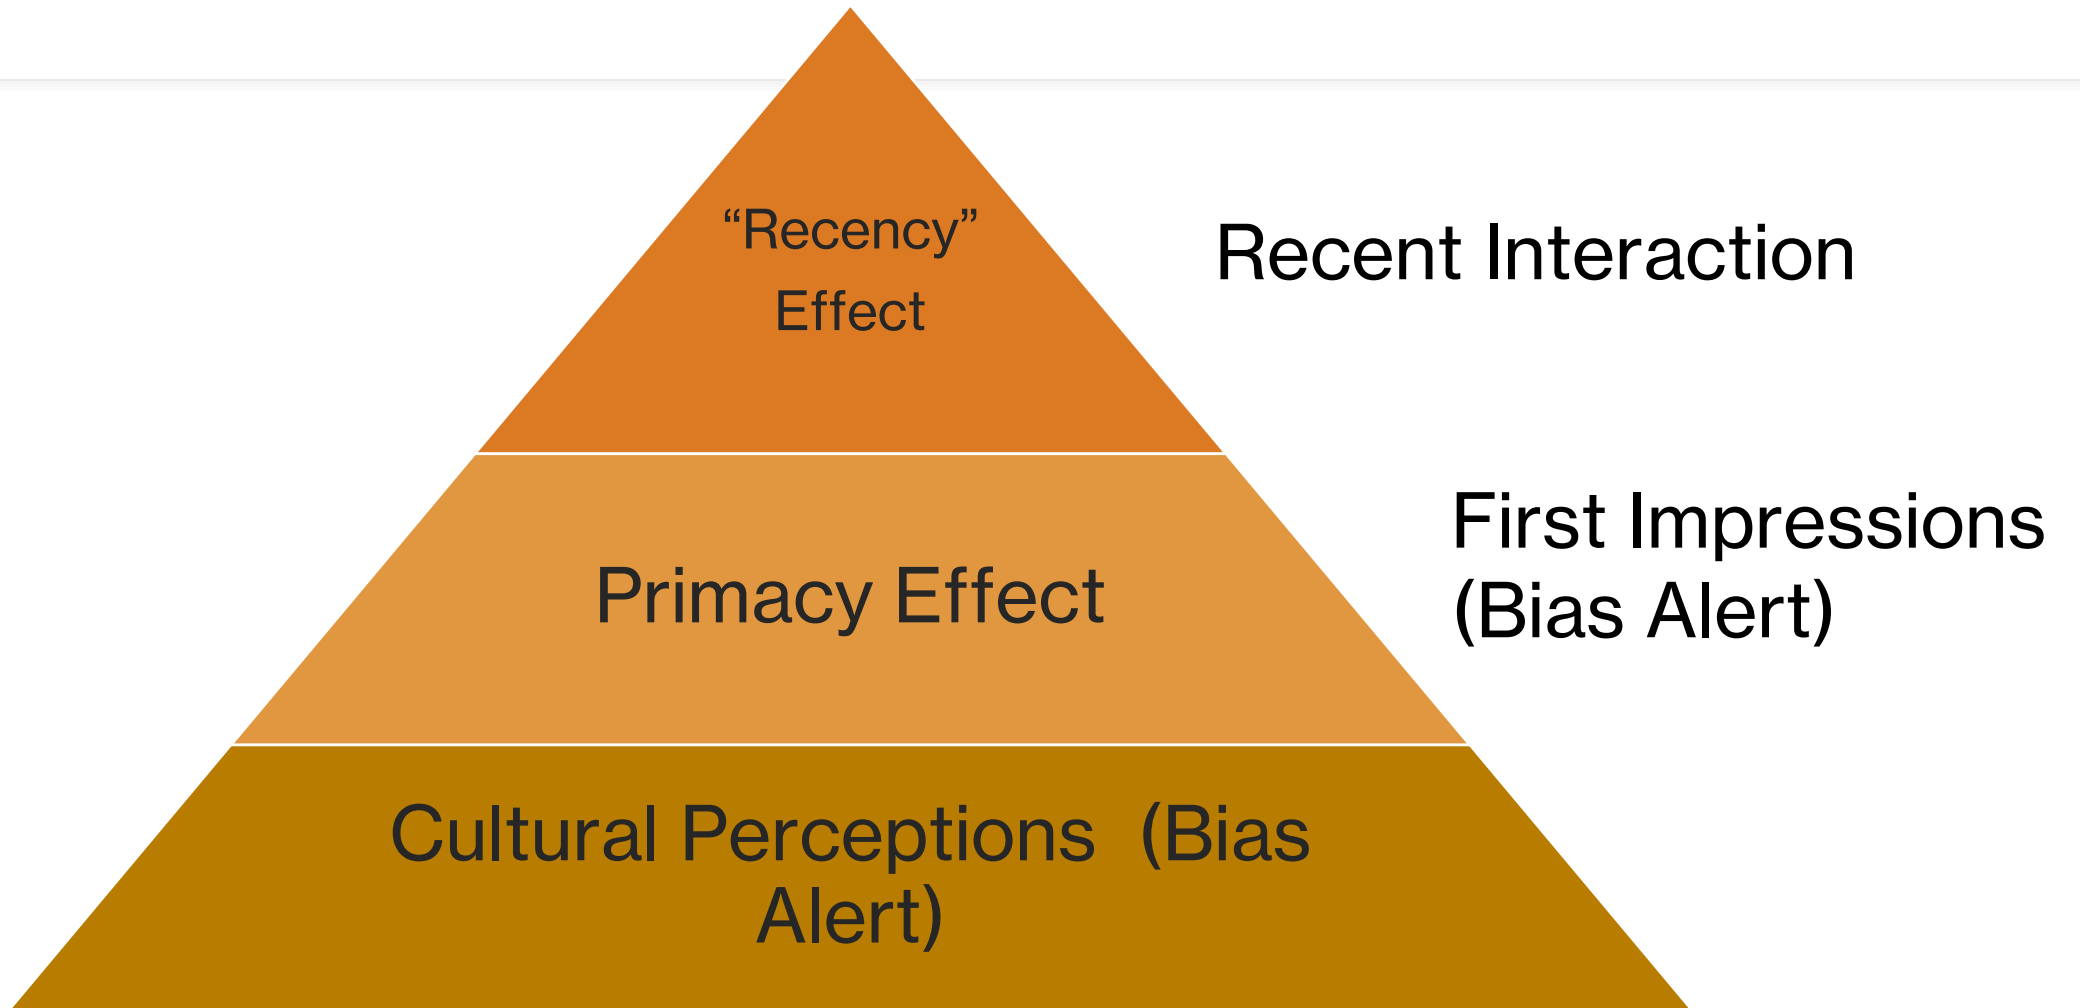 “Recency”
Effect
Recent Interaction
Primacy Effect
First Impressions
(Bias Alert)
Cultural Perceptions  (Bias
Alert)